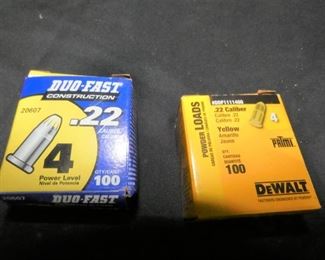 DUO-FAST
CONSTRUCTION
20607
.22
CALIBER
4
Power Level
Nivel de Potencia
QTY/CANT
100
DUO-FAST
POWER LOADS
.22 Caliber
Calibre .22
Calibre .22
4
Yellow
Amarillo
Jaune
QTY.
100
DEWALT